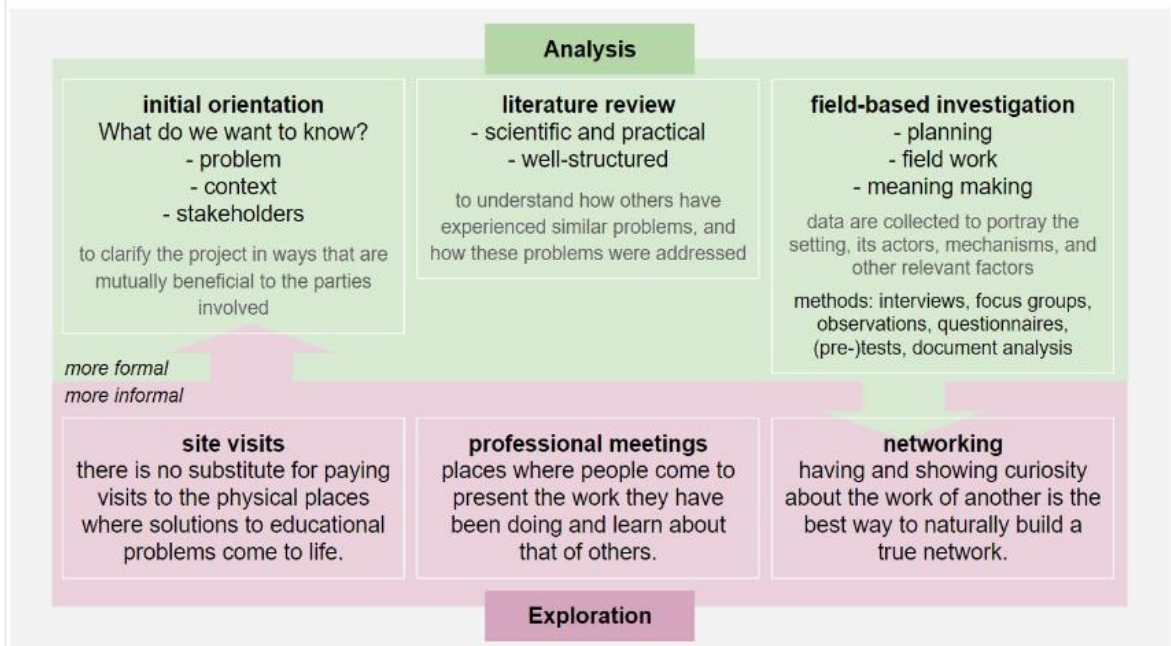 Analysis
initial orientation
What do we want to know?
- problem
- context
- stakeholders
to clarify the project in ways that are
mutually beneficial to the parties
involved
literature review
- scientific and practical
- well-structured
to understand how others have
experienced similar problems, and
how these problems were addressed
field-based investigation
- planning
- field work
- meaning making
data are collected to portray the
setting, its actors, mechanisms, and
other relevant factors
methods: interviews, focus groups,
observations, questionnaires,
(pre-)tests, document analysis
more formal
more informal
site visits
there is no substitute for paying
visits to the physical places
where solutions to educational
problems come to life.
professional meetings
places where people come to
present the work they have
been doing and learn about
that of others.
networking
having and showing curiosity
about the work of another is the
best way to naturally build a
true network.
Exploration